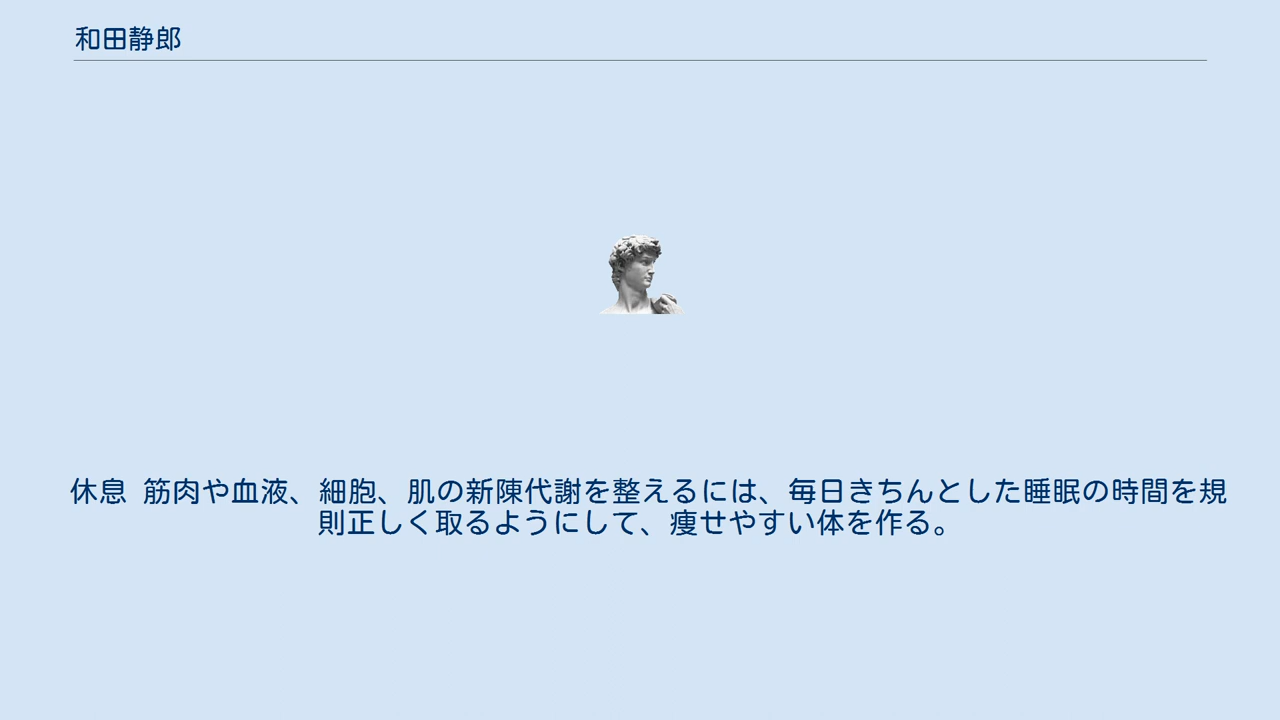 和田静郎
休息 筋肉や血液、細胞、肌の新陳代謝を整えるには、毎日きちんとした睡眠の時間を規
則正しく取るようにして、痩せやすい体を作る。